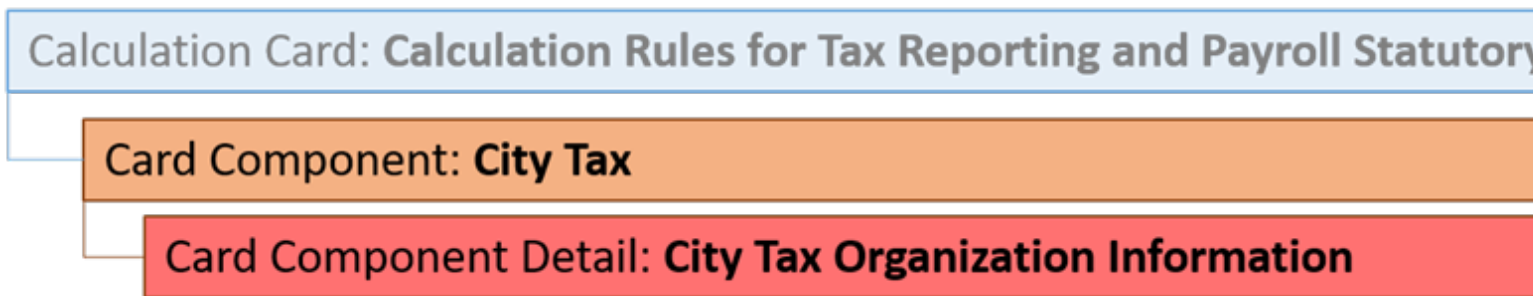 Calculation Card: Calculation Rules for Tax Reporting and Payroll Statutory
Card Component: City Tax
Card Component Detail: City Tax Organization Information